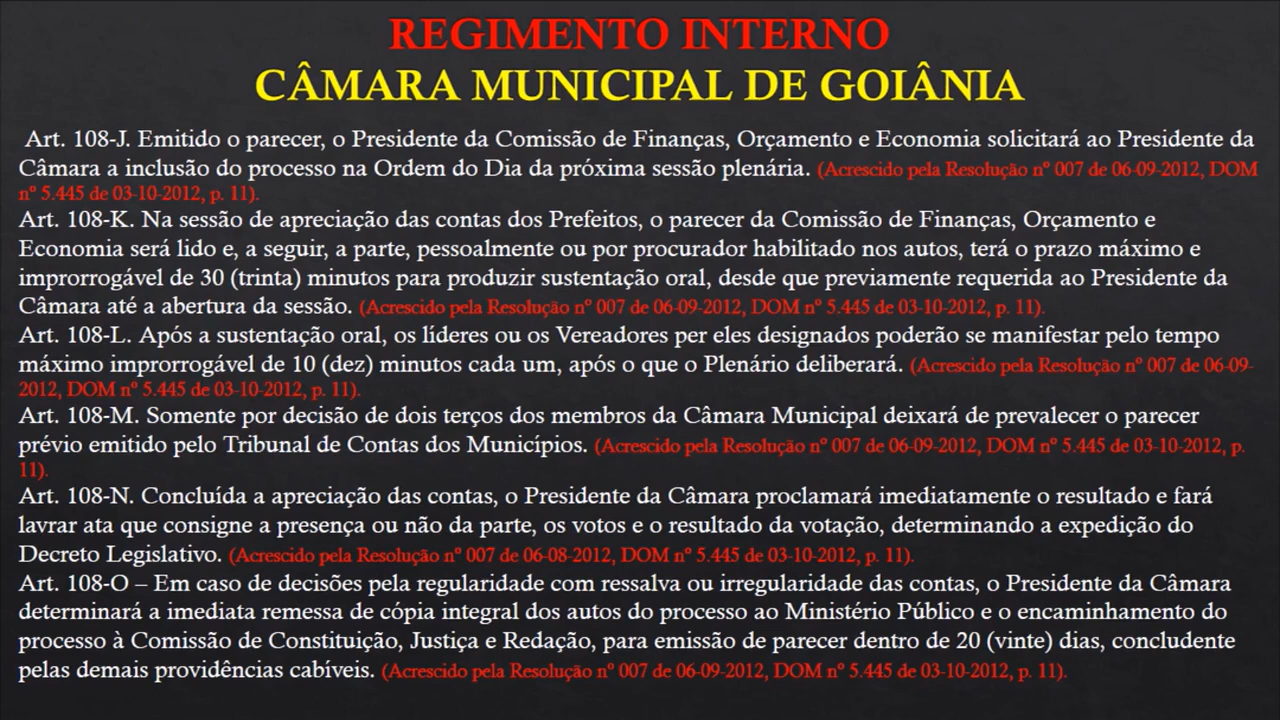 REGIMENTO INTERNO
CÂMARA MUNICIPAL DE GOIÂNIA
Art. 108-J. Emitido o parecer, o Presidente da Comissão de Finanças, Orçamento e Economia solicitará ao Presidente da
Câmara a inclusão do processo na Ordem do Dia da próxima sessão plenária. (Acrescido pela Resolução nº 007 de 06-09-2012, DOM
nº 5.445 de 03-10-2012, p. 11).
Art. 108-K. Na sessão de apreciação das contas dos Prefeitos, o parecer da Comissão de Finanças, Orçamento e
Economia será lido e, a seguir, a parte, pessoalmente ou por procurador habilitado nos autos, terá o prazo máximo e
improrrogável de 30 (trinta) minutos para produzir sustentação oral, desde que previamente requerida ao Presidente da
Câmara até a abertura da sessão. (Acrescido pela Resolução nº 007 de 06-09-2012, DOM nº 5.445 de 03-10-2012, p. 11).
Art. 108-L. Após a sustentação oral, os líderes ou os Vereadores per eles designados poderão se manifestar pelo tempo
máximo improrrogável de 10 (dez) minutos cada um, após o que o Plenário deliberará. (Acrescido pela Resolução nº 007 de 06-09-
2012, DOM nº 5.445 de 03-10-2012, p. 11).
Art. 108-M. Somente por decisão de dois terços dos membros da Câmara Municipal deixará de prevalecer o parecer
prévio emitido pelo Tribunal de Contas dos Municípios. (Acrescido pela Resolução nº 007 de 06-09-2012, DOM nº 5.445 de 03-10-2012, p.
11).
Art. 108-N. Concluída a apreciação das contas, o Presidente da Câmara proclamará imediatamente o resultado e fará
lavrar ata que consigne a presença ou não da parte, os votos e o resultado da votação, determinando a expedição do
Decreto Legislativo. (Acrescido pela Resolução nº 007 de 06-08-2012, DOM nº 5.445 de 03-10-2012, p. 11).
Art. 108-O – Em caso de decisões pela regularidade com ressalva ou irregularidade das contas, o Presidente da Câmara
determinará a imediata remessa de cópia integral dos autos do processo ao Ministério Público e o encaminhamento do
processo à Comissão de Constituição, Justiça e Redação, para emissão de parecer dentro de 20 (vinte) dias, concludente
pelas demais providências cabíveis. (Acrescido pela Resolução nº 007 de 06-09-2012, DOM nº 5.445 de 03-10-2012, p. 11).